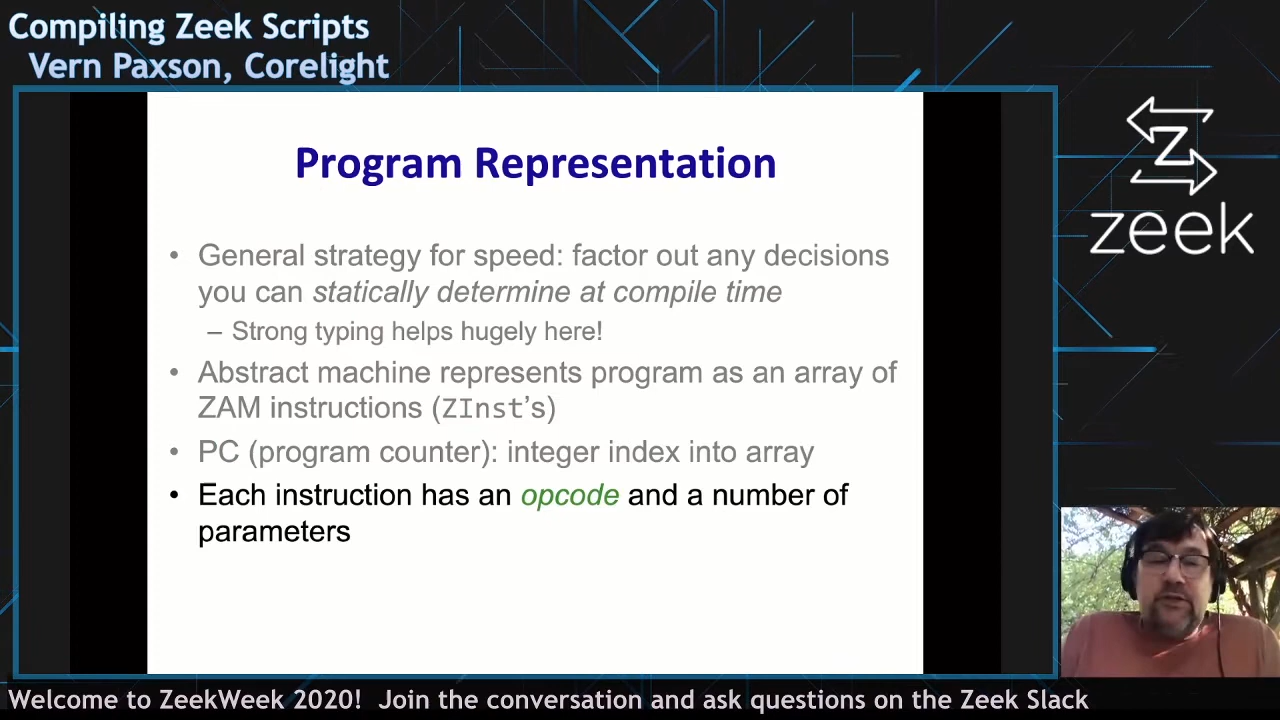 Compiling Zeek Scripts
Vern Paxson, Corelight
Program Representation
• General strategy for speed: factor out any decisions
you can statically determine at compile time
– Strong typing helps hugely here!
• Abstract machine represents program as an array of
ZAM instructions (ZInst's)
• PC (program counter): integer index into array
• Each instruction has an opcode and a number of
parameters
Z
zeek
Welcome to ZeekWeek 2020! Join the conversation and ask questions on the Zeek Slack